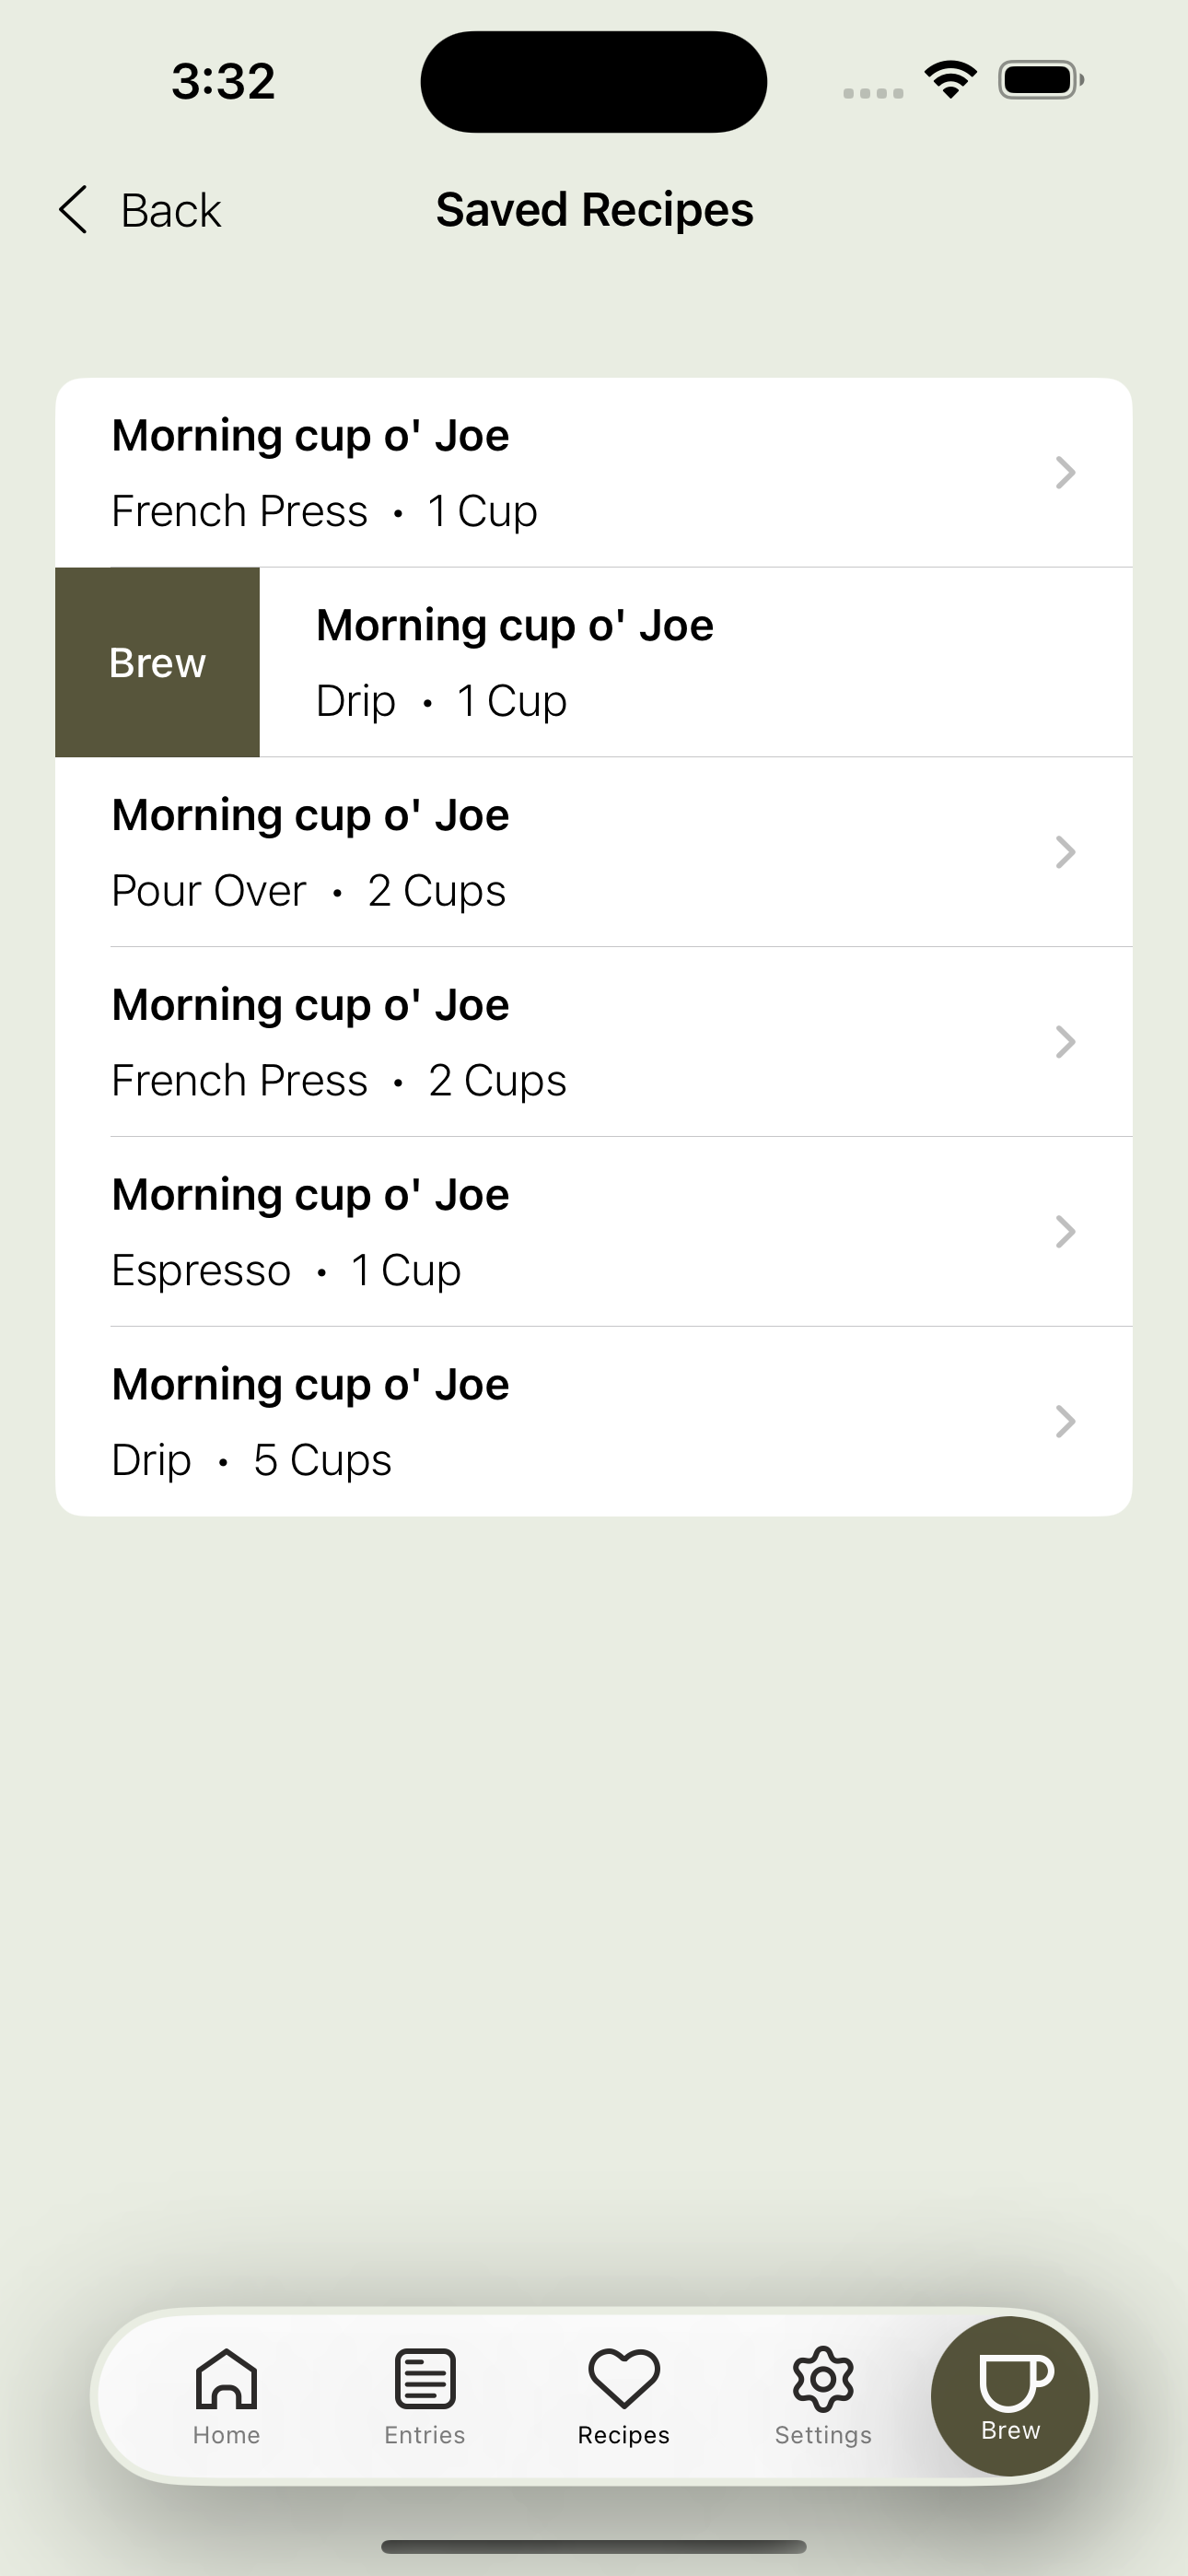 3:32
Back
Saved Recipes
Morning cup o' Joe
French Press • 1 Cup
Brew
Morning cup o' Joe
Drip • 1 Cup
Morning cup o' Joe
Pour Over • 2 Cups
Morning cup o' Joe
French Press • 2 Cups
Morning cup o' Joe
Espresso • 1 Cup
Morning cup o' Joe
Drip • 5 Cups
Home
Entries
Recipes
Settings
Brew